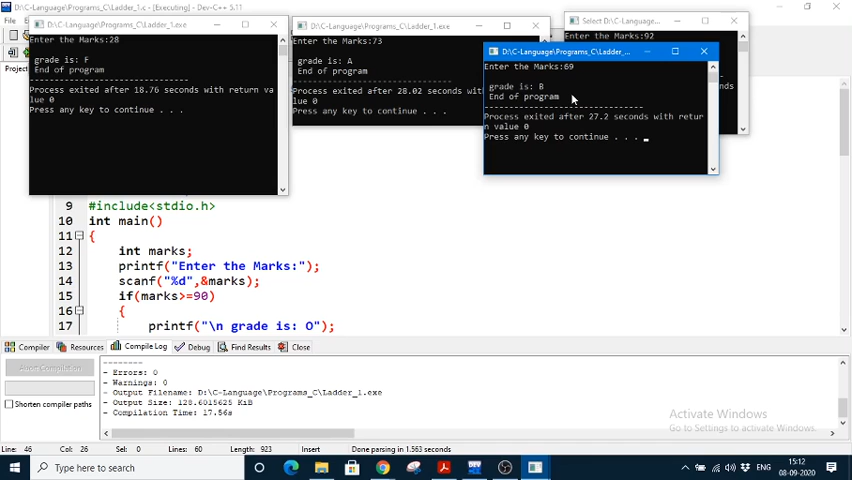 D:\C-Language\Programs_C\Ladder_1.c - [Executing] - Dev-C++ 5.11
File
Proje
D:\C-Language\Programs_C\Ladder_1.exe
Enter the Marks:28
grade is: F
End of program
--------------------------------
Process exited after 18.76 seconds with return va
lue 0
Press any key to continue . . .
D:\C-Language\Programs_C\Ladder_1.exe
Enter the Marks:73
grade is: A
End of program
--------------------------------
Process exited after 28.02 seconds with
lue 0
Press any key to continue . . .
Select D:\C-Language\Programs_C\...
Enter the Marks:92
nds
D:\C-Language\Programs_C\Ladder_...
Enter the Marks:69
grade is: B
End of program
--------------------------------
Process exited after 27.2 seconds with retur
n value 0
Press any key to continue . . . _
9 #include<stdio.h>
10 int main()
11 {
12 int marks;
13 printf("Enter the Marks:");
14 scanf("%d",&marks);
15 if(marks>=90)
16 {
17 printf("\n grade is: O");
Compiler Resources Compile Log Debug Find Results Close
Abort Compilation
Shorten compiler paths
--------
- Errors: 0
- Warnings: 0
- Output Filename: D:\C-Language\Programs_C\Ladder_1.exe
- Output Size: 128.6015625 KiB
- Compilation Time: 17.56s
Activate Windows
Go to Settings to activate Windows.
Line: 46 Col: 26 Sel: 0 Lines: 60 Length: 923 Insert Done parsing in 1.563 seconds
Type here to search
DEV
ENG
15:12
08-09-2020